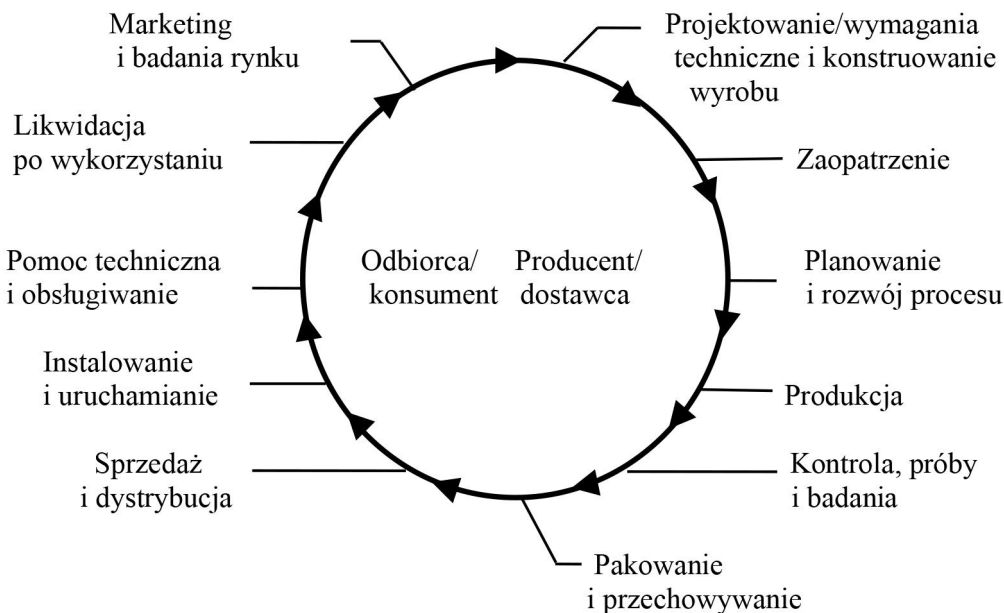 Marketing
i badania rynku
Projektowanie/wymagania
techniczne i konstruowanie
wyrobu
Zaopatrzenie
Planowanie
i rozwój procesu
Produkcja
Kontrola, próby
i badania
Pakowanie
i przechowywanie
Sprzedaż
i dystrybucja
Instalowanie
i uruchamianie
Pomoc techniczna
i obsługiwanie
Likwidacja
po wykorzystaniu
Odbiorca/
konsument
Producent/
dostawca